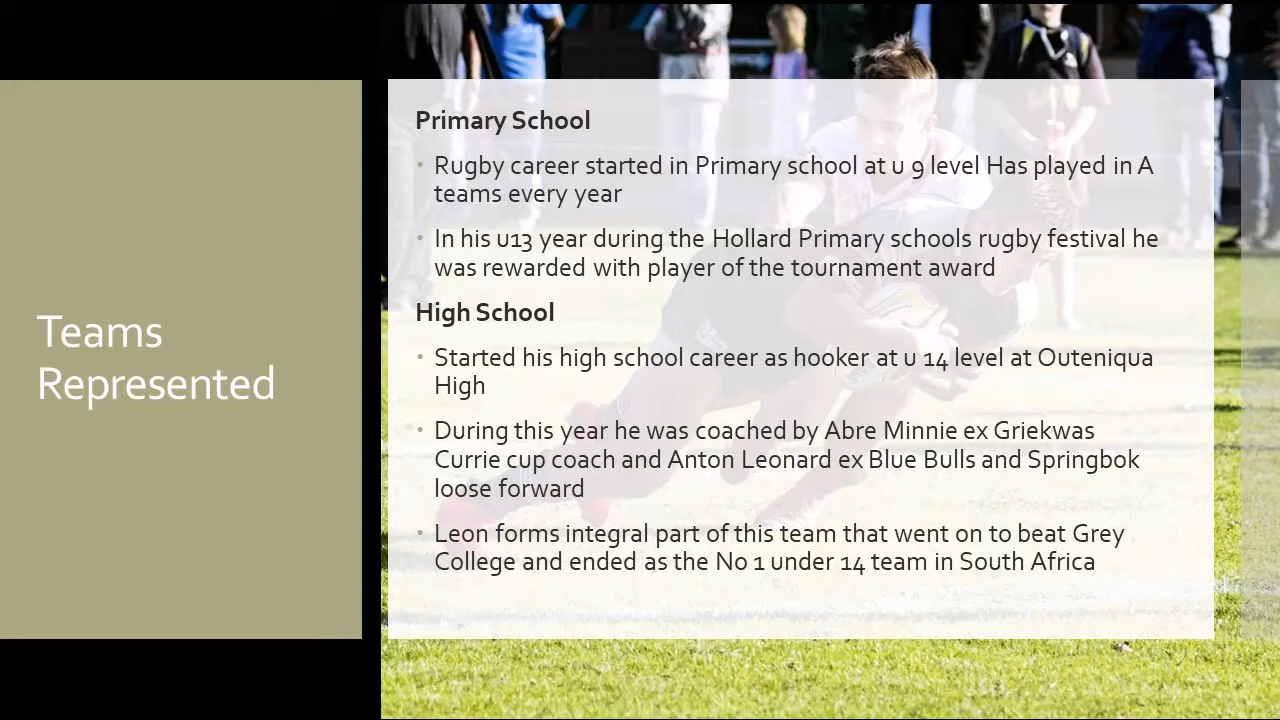 Teams
Represented
Primary School
• Rugby career started in Primary school at u 9 level Has played in A
teams every year
• In his u13 year during the Hollard Primary schools rugby festival he
was rewarded with player of the tournament award
High School
• Started his high school career as hooker at u 14 level at Outeniqua
High
• During this year he was coached by Abre Minnie ex Griekwas
Currie cup coach and Anton Leonard ex Blue Bulls and Springbok
loose forward
• Leon forms integral part of this team that went on to beat Grey
College and ended as the No 1 under 14 team in South Africa